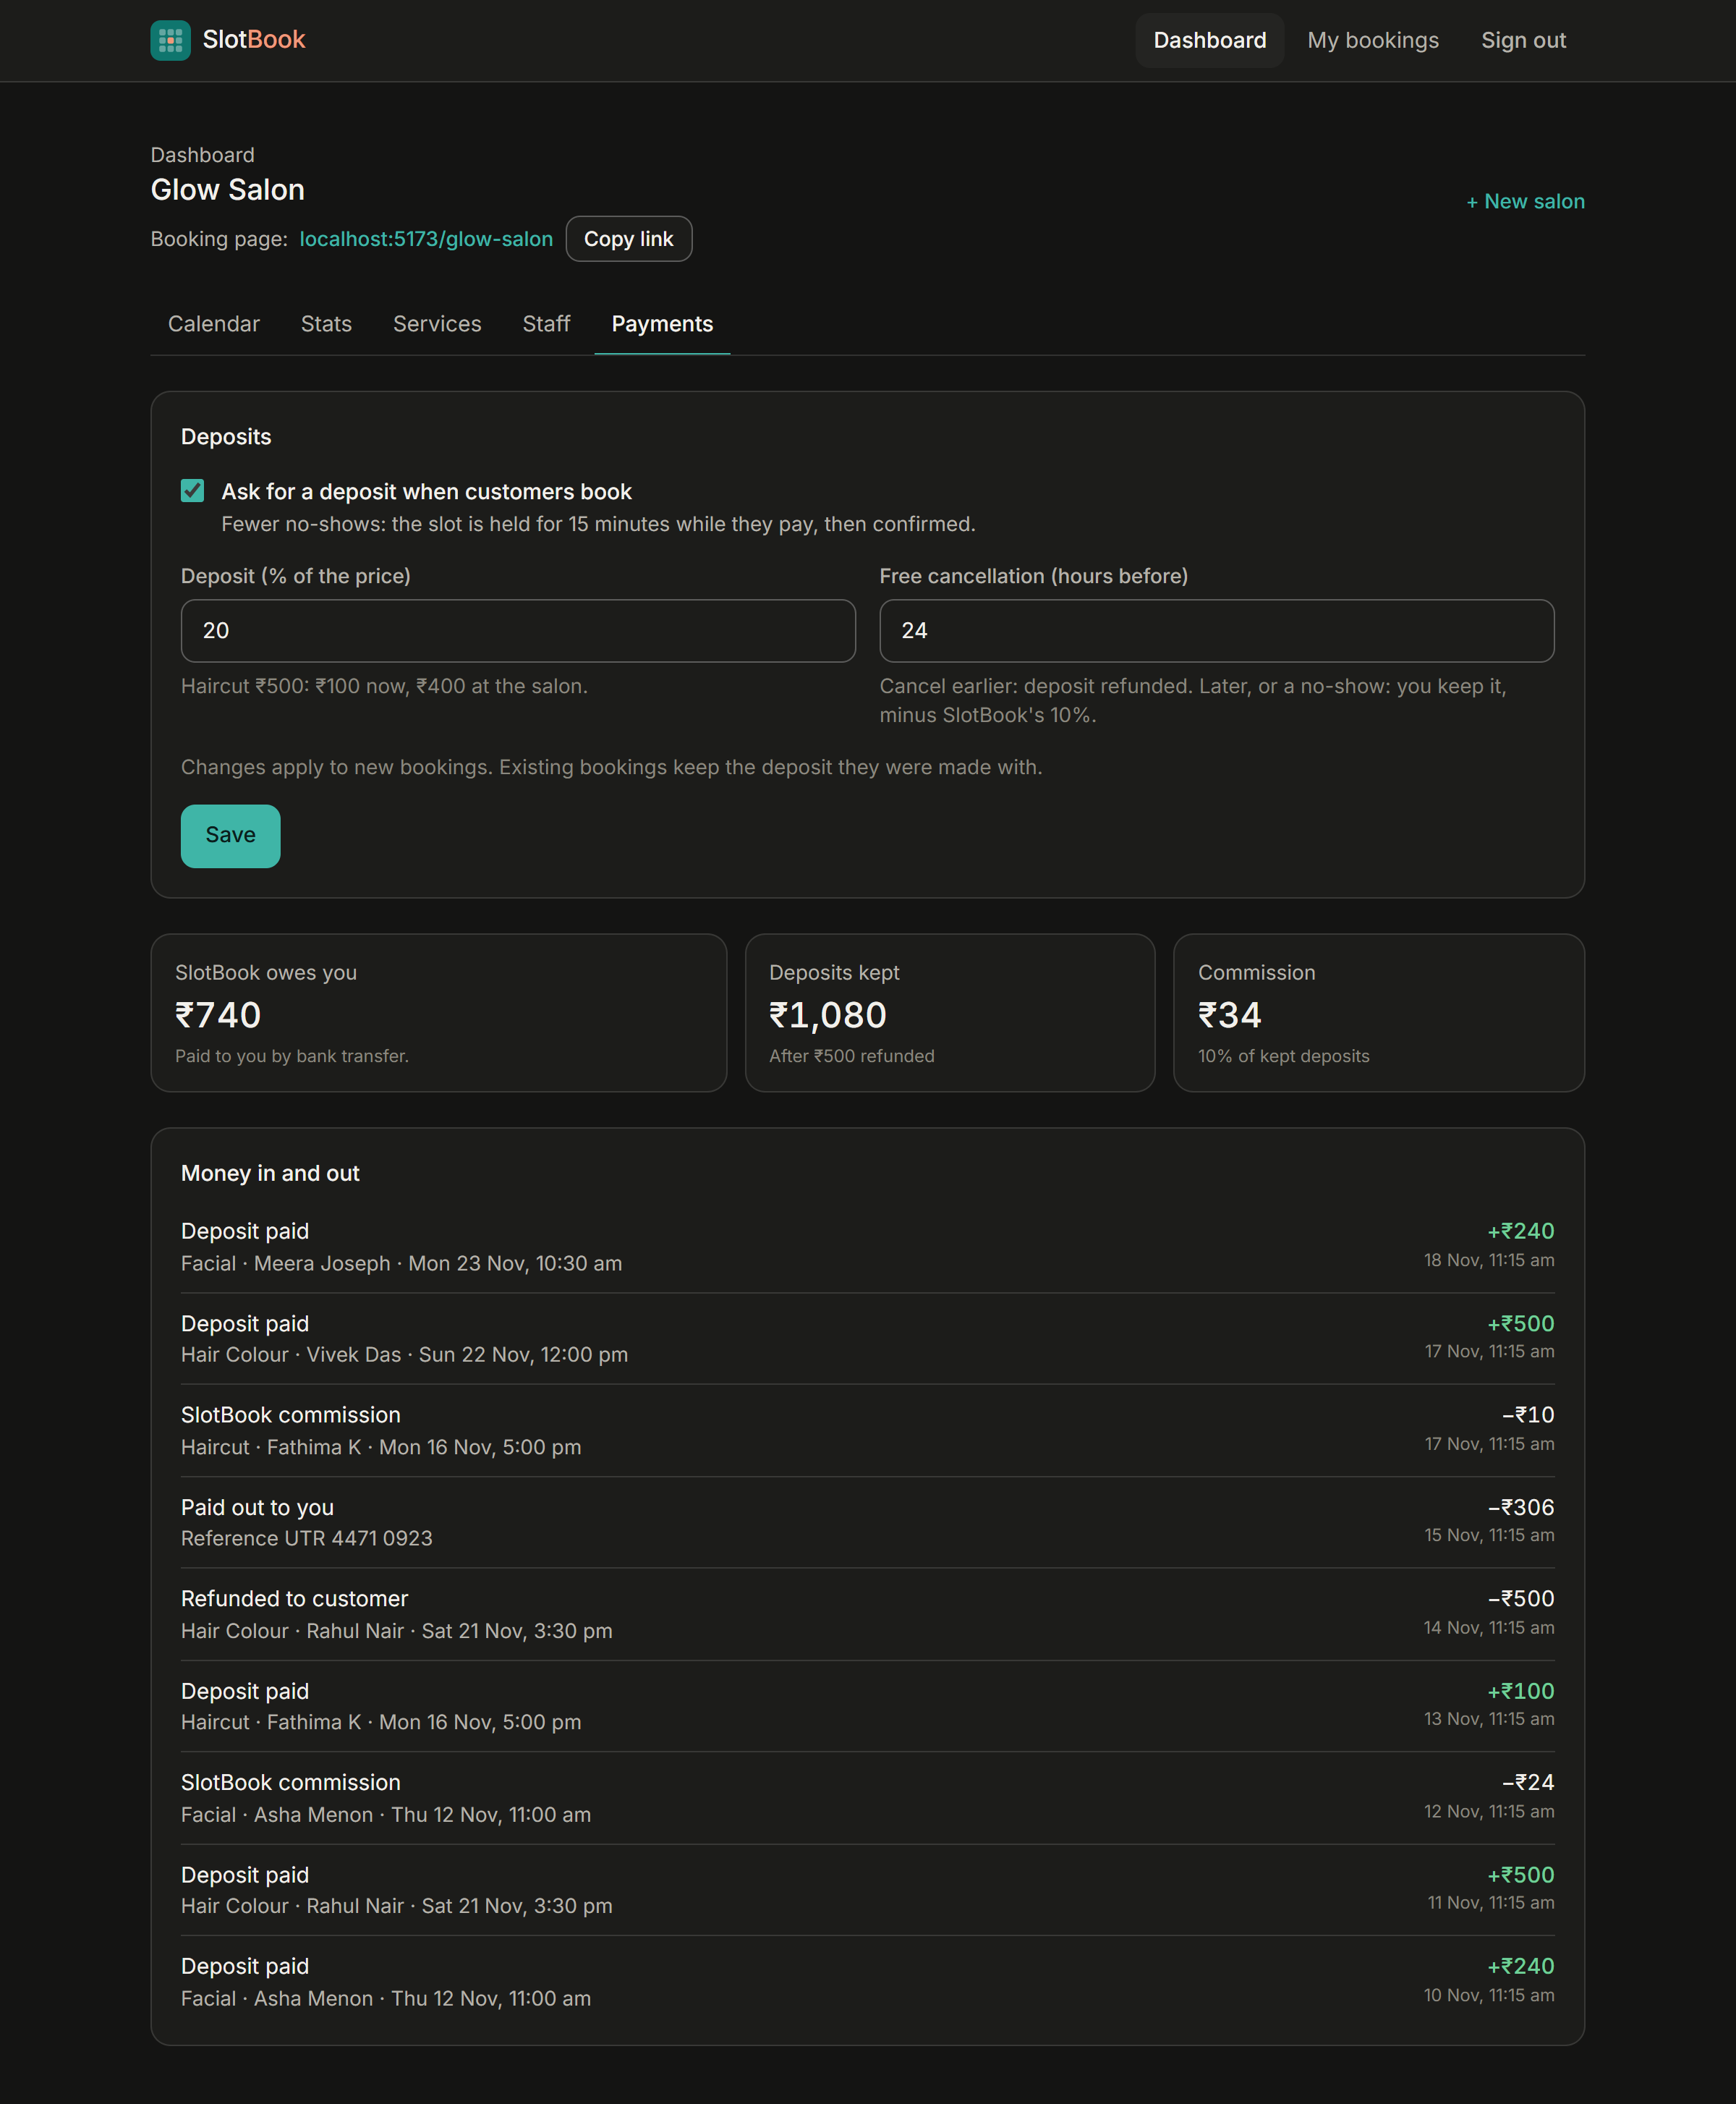 SlotBook
Dashboard
My bookings
Sign out
Dashboard
Glow Salon
+ New salon
Booking page: localhost:5173/glow-salon
Copy link
Calendar
Stats
Services
Staff
Payments
Deposits
Ask for a deposit when customers book
Fewer no-shows: the slot is held for 15 minutes while they pay, then confirmed.
Deposit (% of the price)
20
Haircut ₹500: ₹100 now, ₹400 at the salon.
Free cancellation (hours before)
24
Cancel earlier: deposit refunded. Later, or a no-show: you keep it,
minus SlotBook's 10%.
Changes apply to new bookings. Existing bookings keep the deposit they were made with.
Save
SlotBook owes you
₹740
Paid to you by bank transfer.
Deposits kept
₹1,080
After ₹500 refunded
Commission
₹34
10% of kept deposits
Money in and out
Deposit paid
+₹240
Facial · Meera Joseph · Mon 23 Nov, 10:30 am
18 Nov, 11:15 am
Deposit paid
+₹500
Hair Colour · Vivek Das · Sun 22 Nov, 12:00 pm
17 Nov, 11:15 am
SlotBook commission
−₹10
Haircut · Fathima K · Mon 16 Nov, 5:00 pm
17 Nov, 11:15 am
Paid out to you
−₹306
Reference UTR 4471 0923
15 Nov, 11:15 am
Refunded to customer
−₹500
Hair Colour · Rahul Nair · Sat 21 Nov, 3:30 pm
14 Nov, 11:15 am
Deposit paid
+₹100
Haircut · Fathima K · Mon 16 Nov, 5:00 pm
13 Nov, 11:15 am
SlotBook commission
−₹24
Facial · Asha Menon · Thu 12 Nov, 11:00 am
12 Nov, 11:15 am
Deposit paid
+₹500
Hair Colour · Rahul Nair · Sat 21 Nov, 3:30 pm
11 Nov, 11:15 am
Deposit paid
+₹240
Facial · Asha Menon · Thu 12 Nov, 11:00 am
10 Nov, 11:15 am